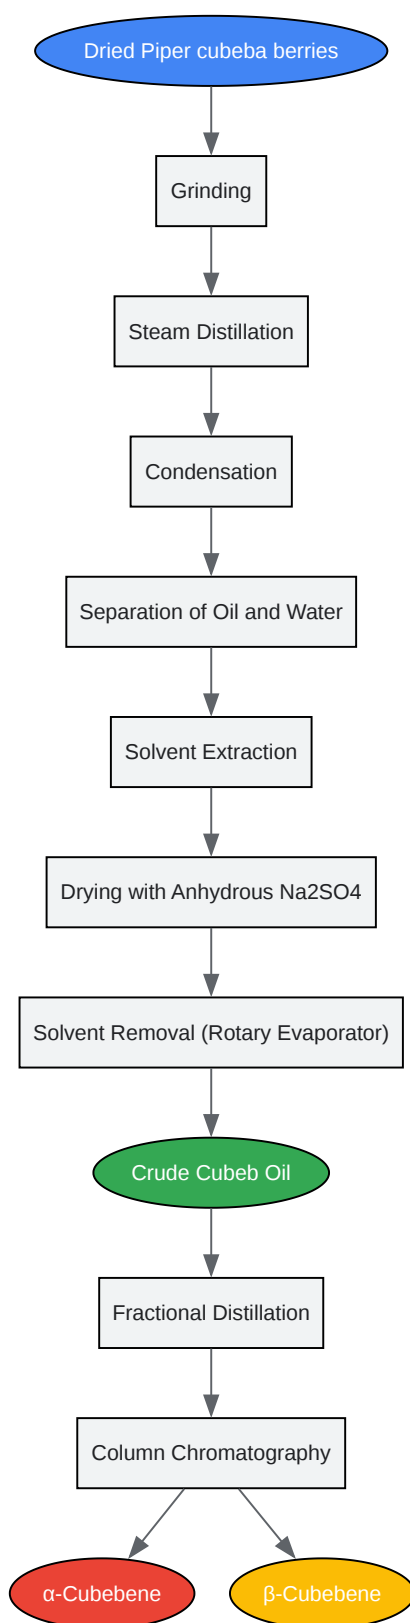 Dried Piper cubeba berries
Grinding
Steam Distillation
Condensation
Separation of Oil and Water
Solvent Extraction
Drying with Anhydrous Na2SO4
Solvent Removal (Rotary Evaporator)
Crude Cubeb Oil
Fractional Distillation
Column Chromatography
α-Cubebene
β-Cubebene